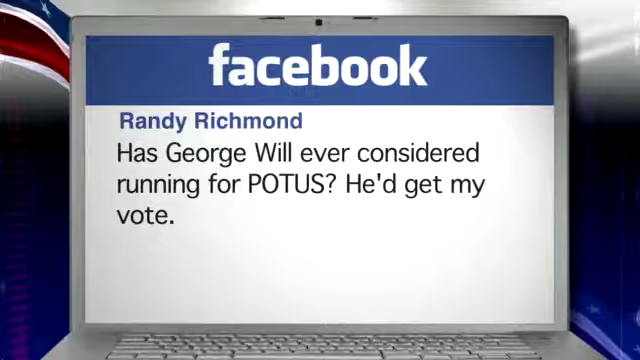 facebook
Randy Richmond
Has George Will ever considered
running for POTUS? He'd get my
vote.